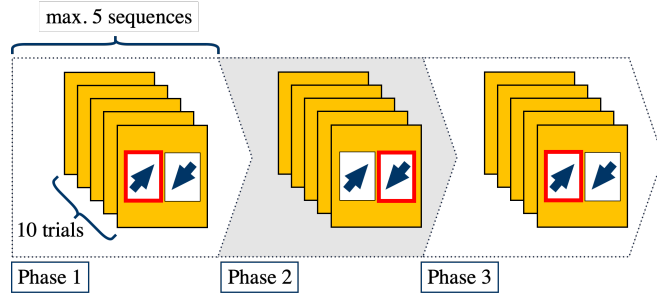 max. 5 sequences
10 trials
Phase 1
Phase 2
Phase 3